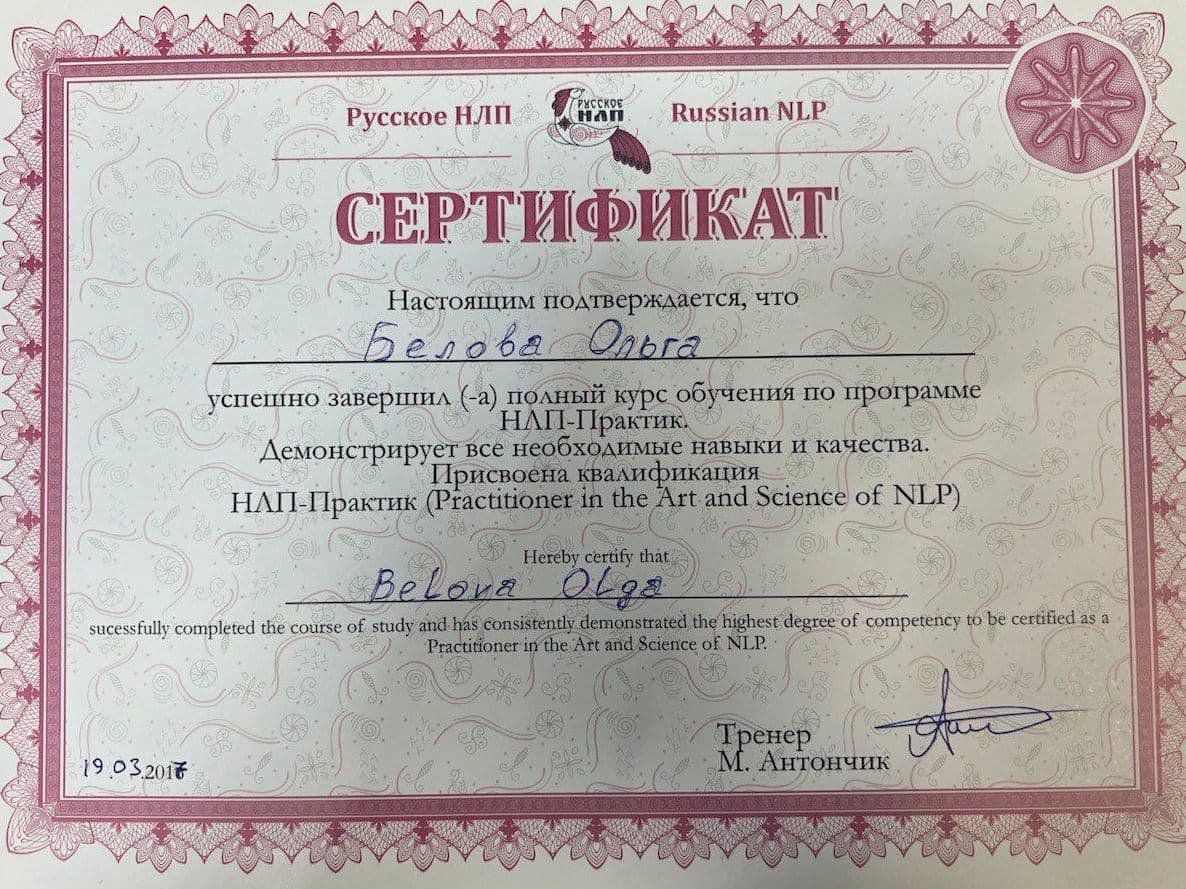 Русское НЛП
РУССКОЕ
НЛП
Russian NLP
СЕРТИФИКАТ
Настоящим подтверждается, что
Белова Ольга
успешно завершил (-а) полный курс обучения по программе
НЛП-Практик.
Демонстрирует все необходимые навыки и качества.
Присвоена квалификация
НЛП-Практик (Practitioner in the Art and Science of NLP)
Hereby certify that
Belova Olga
sucessfully completed the course of study and has consistently demonstrated the highest degree of competency to be certified as a
Practitioner in the Art and Science of NLP.
Тренер
М. Антончик
19.03.2017